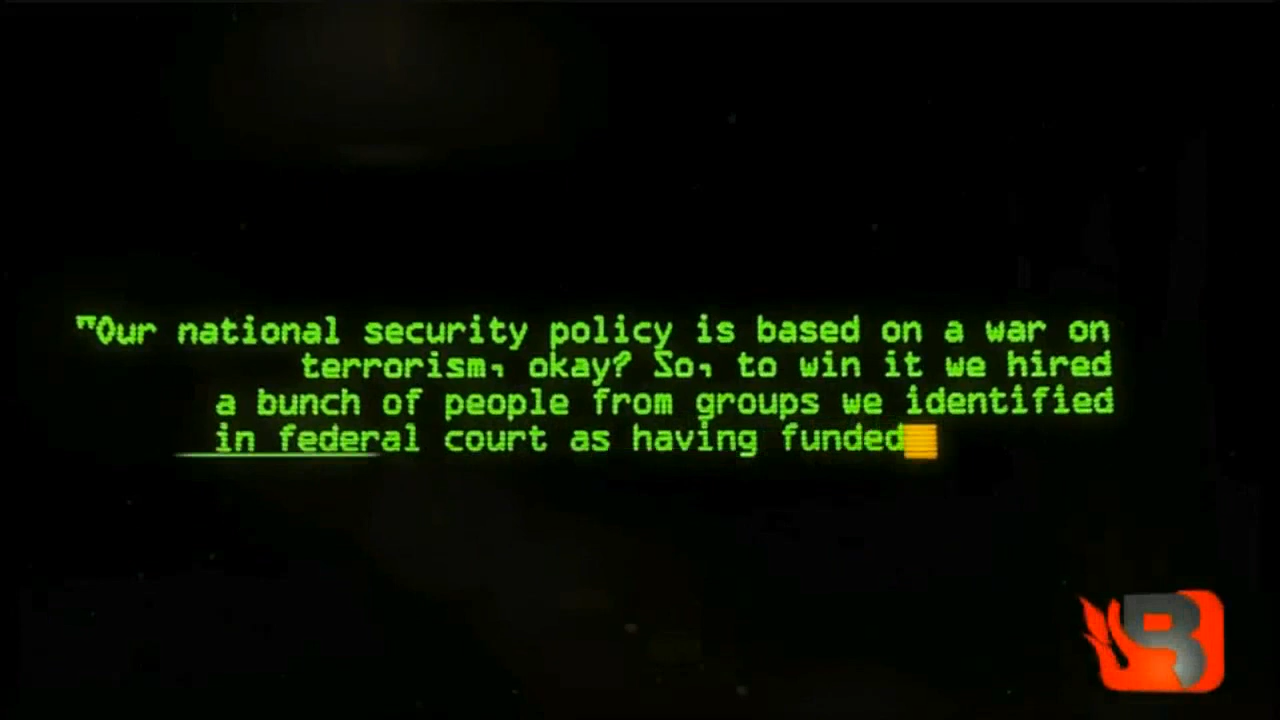 "Our national security policy is based on a war on
terrorism, okay? So, to win it we hired
a bunch of people from groups we identified
in federal court as having funded